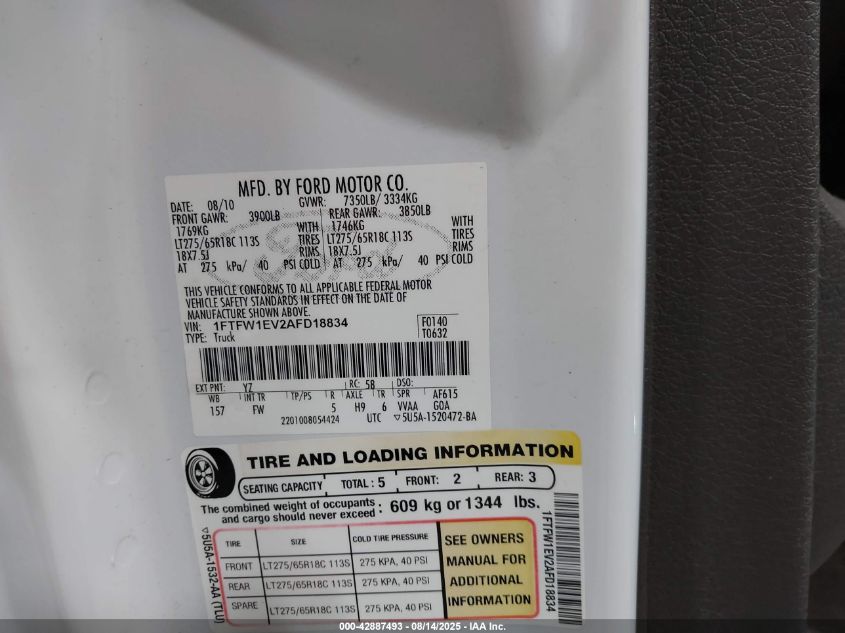 MFD. BY FORD MOTOR CO.
DATE: 08/10 GVWR: 7350LB/ 3334KG
FRONT GAWR: 3900LB REAR GAWR: 3850LB
1769KG WITH 1746KG WITH
LT275/65R18C 113S TIRES LT275/65R18C 113S TIRES
18X7.5J RIMS 18X7.5J RIMS
AT 275 kPa/ 40 PSI COLD AT 275 kPa/ 40 PSI COLD
THIS VEHICLE CONFORMS TO ALL APPLICABLE FEDERAL MOTOR
VEHICLE SAFETY STANDARDS IN EFFECT ON THE DATE OF
MANUFACTURE SHOWN ABOVE.
VIN: 1FTFW1EV2AFD18834 F0140
TYPE: Truck T0632
EXT PNT: YZ RC: 58 DSO:
WB INT TR TP/PS R AXLE TR SPR AF615
157 FW 5 H9 6 VVAA GOA
2201008054424 UTC ▽5U5A-1520472-BA
TIRE AND LOADING INFORMATION
SEATING CAPACITY TOTAL : 5 FRONT: 2 REAR: 3
The combined weight of occupants
and cargo should never exceed : 609 kg or 1344 lbs.
TIRE SIZE COLD TIRE PRESSURE
FRONT LT275/65R18C 113S 275 KPA, 40 PSI
REAR LT275/65R18C 113S 275 KPA, 40 PSI
SPARE LT275/65R18C 113S 275 KPA, 40 PSI
SEE OWNERS
MANUAL FOR
ADDITIONAL
INFORMATION
▽5U5A-1532-AA (TLU)
1FTFW1EV2AFD18834
000-42887493 - 08/14/2025 - IAA Inc.